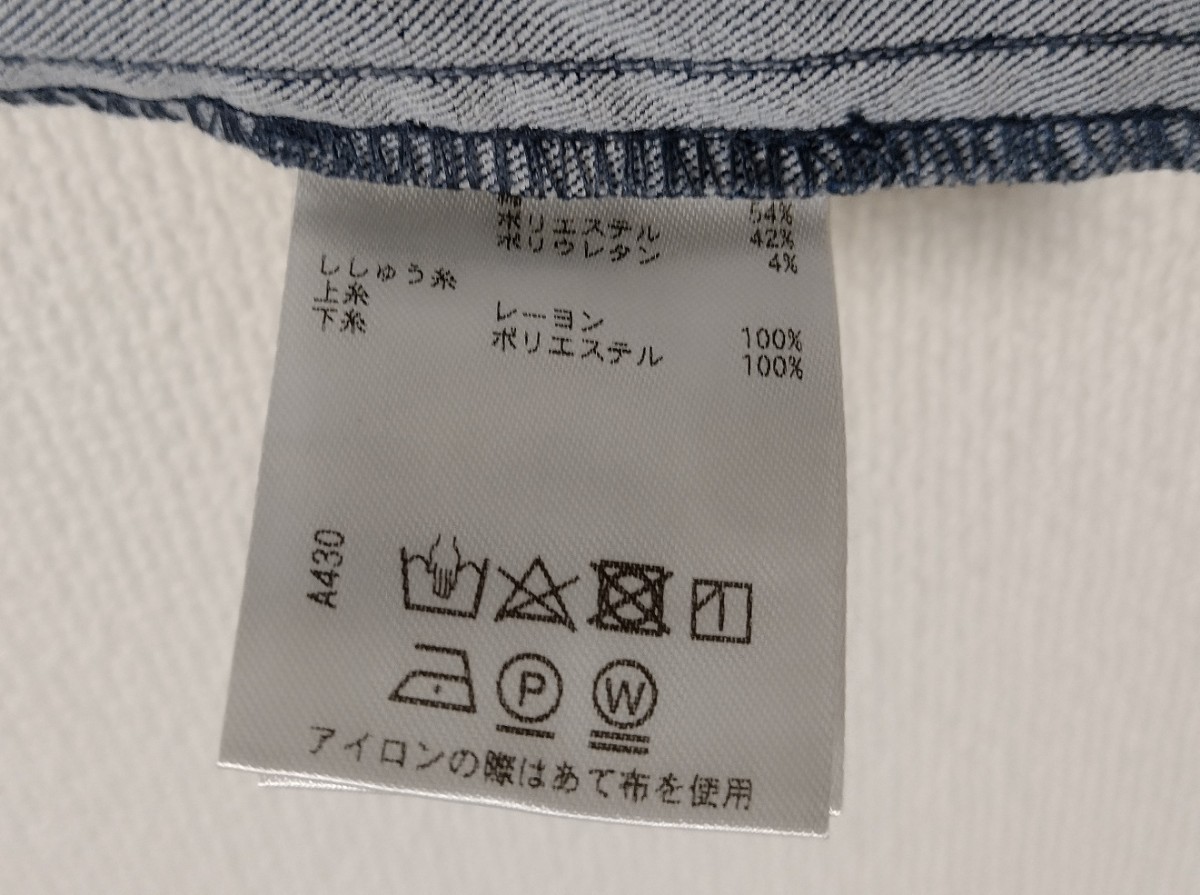 54%
ポリエステル 42%
ポリウレタン 4%
ししゅう糸
上糸 レーヨン 100%
下糸 ポリエステル 100%
A430
P W
アイロンの際はあて布を使用